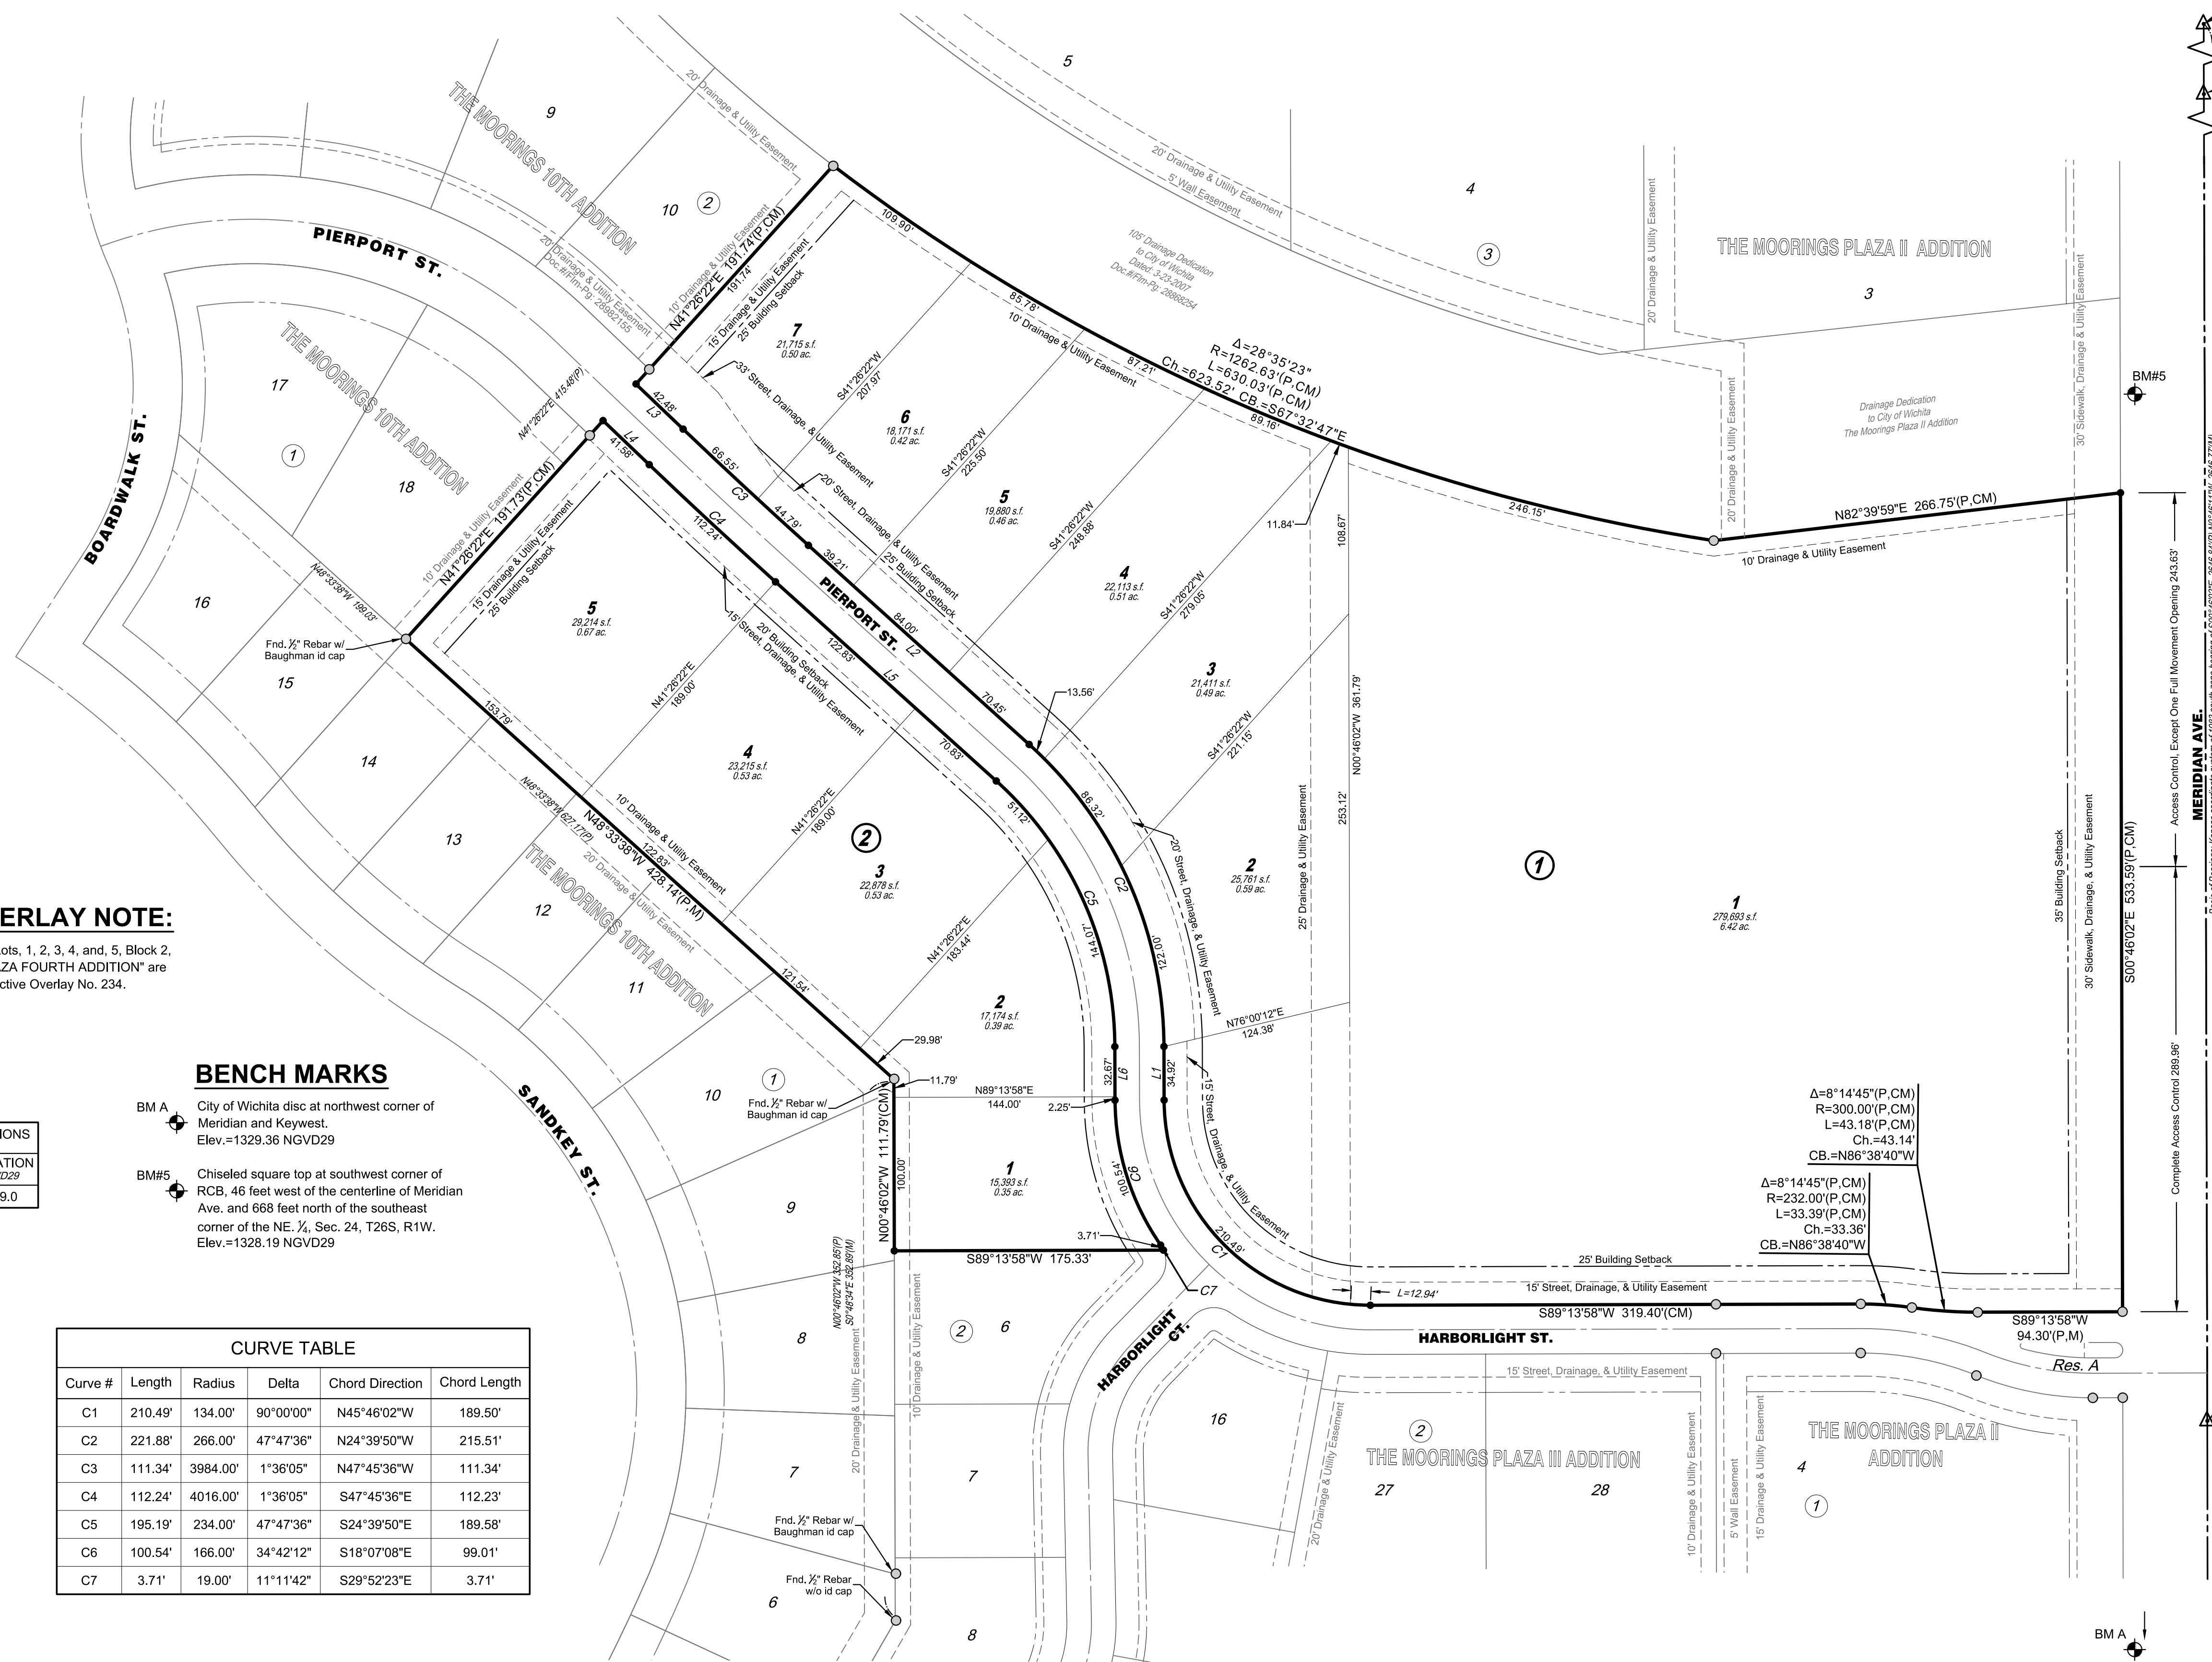 5
9
THE MOORINGS 10TH ADDITION
20' Drainage & Utility Easement
10
2
20' Drainage & Utility Easement
5' Wall Easement
4
3
20' Drainage & Utility Easement
THE MOORINGS PLAZA II ADDITION
3
30' Sidewalk, Drainage, & Utility Easement
105' Drainage Dedication
to City of Wichita
Dated: 3-23-2007
Doc.#/Flm-Pg: 28868254
PIERPORT ST.
20' Drainage & Utility Easement
Doc.#/Flm-Pg: 28982155
10' Drainage & Utility Easement
N41°26'22"E 191.74'(P,CM)
191.74'
15' Drainage & Utility Easement
25' Building Setback
109.90'
85.78'
10' Drainage & Utility Easement
87.21'
89.16'
Δ=28°35'23"
R=1262.63'(P,CM)
L=630.03'(P,CM)
Ch.=623.52' CB.=S67°32'47"E
11.84'
246.15'
N82°39'59"E 266.75'(P,CM)
10' Drainage & Utility Easement
20' Drainage & Utility Easement
Drainage Dedication
to City of Wichita
The Moorings Plaza II Addition
BM#5
BOARDWALK ST.
17
THE MOORINGS 10TH ADDITION
1
18
16
15
14
13
12
11
10
9
8
7
6
N41°26'22"E 415.48'(P)
10' Drainage & Utility Easement
N41°26'22"E 191.73'(P,CM)
15' Drainage & Utility Easement
25' Building Setback
N48°33'38"W 199.03'
Fnd. ½" Rebar w/
Baughman id cap
7
21,715 s.f.
0.50 ac.
33' Street, Drainage, & Utility Easement
S41°26'22"W
207.97'
6
18,171 s.f.
0.42 ac.
S41°26'22"W
225.50'
20' Street, Drainage, & Utility Easement
25' Building Setback
5
19,880 s.f.
0.46 ac.
S41°26'22"W
248.88'
4
22,113 s.f.
0.51 ac.
S41°26'22"W
279.05'
3
21,411 s.f.
0.49 ac.
S41°26'22"W
221.15'
2
25,761 s.f.
0.59 ac.
N76°00'12"E
124.38'
42.48'
L3
66.55'
C3
44.79'
39.21'
84.00'
L2
70.45'
13.56'
86.32'
C2
122.00'
L1
34.92'
210.49'
C1
PIERPORT ST.
L4
41.58'
C4
112.24'
122.83'
L5
70.83'
51.12'
C5
144.07'
32.67'
L6
2.25'
C6
100.54'
3.71'
C7
5
29,214 s.f.
0.67 ac.
N41°26'22"E
189.00'
15' Street, Drainage, & Utility Easement
20' Building Setback
4
23,215 s.f.
0.53 ac.
N41°26'22"E
189.00'
2
3
22,878 s.f.
0.53 ac.
N41°26'22"E
183.44'
2
17,174 s.f.
0.39 ac.
N89°13'58"E
144.00'
1
15,393 s.f.
0.35 ac.
S89°13'58"W 175.33'
153.79'
10' Drainage & Utility Easement
N48°33'38"W 428.14'(P,M)
122.83'
N48°33'38"W 627.17'(P)
20' Drainage & Utility Easement
THE MOORINGS 10TH ADDITION
121.54'
29.98'
11.79'
1
Fnd. ½" Rebar w/
Baughman id cap
N00°46'02"W 111.79'(CM)
100.00'
N00°46'02"W 352.85'(P)
S0°48'34"E 352.89'(M)
20' Drainage & Utility Easement
10' Drainage & Utility Easement
SANDKEY ST.
25' Drainage & Utility Easement
108.67'
N00°46'02"W 361.79'
253.12'
20' Street, Drainage, & Utility Easement
15' Street, Drainage, & Utility Easement
1
1
279,693 s.f.
6.42 ac.
35' Building Setback
30' Sidewalk, Drainage, & Utility Easement
S00°46'02"E 533.59'(P,CM)
Access Control, Except One Full Movement Opening 243.63'
Complete Access Control 289.96'
MERIDIAN AVE.
Δ=8°14'45"(P,CM)
R=300.00'(P,CM)
L=43.18'(P,CM)
Ch.=43.14'
CB.=N86°38'40"W
Δ=8°14'45"(P,CM)
R=232.00'(P,CM)
L=33.39'(P,CM)
Ch.=33.36'
CB.=N86°38'40"W
25' Building Setback
15' Street, Drainage, & Utility Easement
L=12.94'
S89°13'58"W 319.40'(CM)
S89°13'58"W
94.30'(P,M)
HARBORLIGHT ST.
Res. A
HARBORLIGHT
CT.
2
6
7
8
16
15' Street, Drainage, & Utility Easement
20' Drainage & Utility Easement
2
THE MOORINGS PLAZA III ADDITION
27
28
10' Drainage & Utility Easement
5' Wall Easement
15' Drainage & Utility Easement
THE MOORINGS PLAZA II
ADDITION
4
1
Fnd. ½" Rebar w/
Baughman id cap
Fnd. ½" Rebar
w/o id cap
BM A
ERLAY NOTE:
ots, 1, 2, 3, 4, and, 5, Block 2,
ZA FOURTH ADDITION" are
ctive Overlay No. 234.
BENCH MARKS
BM A
City of Wichita disc at northwest corner of
Meridian and Keywest.
Elev.=1329.36 NGVD29
BM#5
Chiseled square top at southwest corner of
RCB, 46 feet west of the centerline of Meridian
Ave. and 668 feet north of the southeast
corner of the NE. ¼, Sec. 24, T26S, R1W.
Elev.=1328.19 NGVD29
IONS
ATION
D29
9.0
CURVE TABLE
Curve # Length Radius Delta Chord Direction Chord Length
C1 210.49' 134.00' 90°00'00" N45°46'02"W 189.50'
C2 221.88' 266.00' 47°47'36" N24°39'50"W 215.51'
C3 111.34' 3984.00' 1°36'05" N47°45'36"W 111.34'
C4 112.24' 4016.00' 1°36'05" S47°45'36"E 112.23'
C5 195.19' 234.00' 47°47'36" S24°39'50"E 189.58'
C6 100.54' 166.00' 34°42'12" S18°07'08"E 99.01'
C7 3.71' 19.00' 11°11'42" S29°52'23"E 3.71'